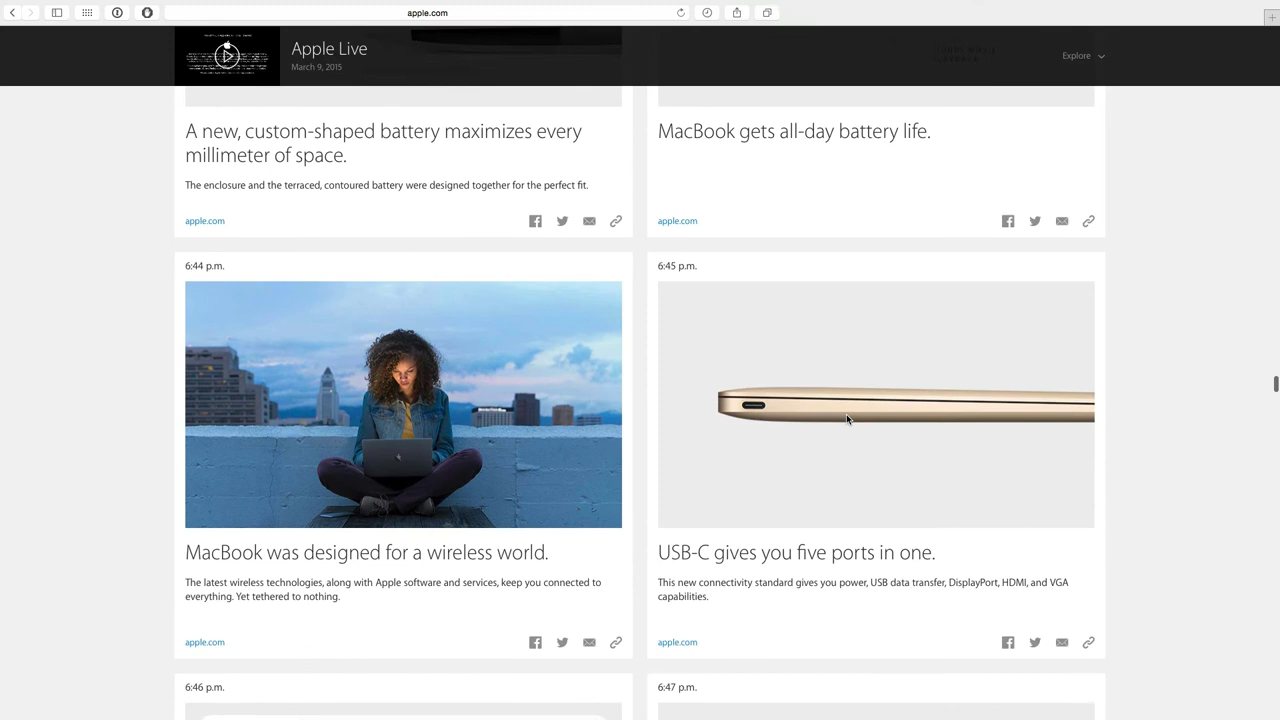 apple.com
Apple Live
March 9, 2015
Explore
A new, custom-shaped battery maximizes every
millimeter of space.
The enclosure and the terraced, contoured battery were designed together for the perfect fit.
apple.com
MacBook gets all-day battery life.
apple.com
6:44 p.m.
MacBook was designed for a wireless world.
The latest wireless technologies, along with Apple software and services, keep you connected to
everything. Yet tethered to nothing.
apple.com
6:45 p.m.
USB-C gives you five ports in one.
This new connectivity standard gives you power, USB data transfer, DisplayPort, HDMI, and VGA
capabilities.
apple.com
6:46 p.m.
6:47 p.m.